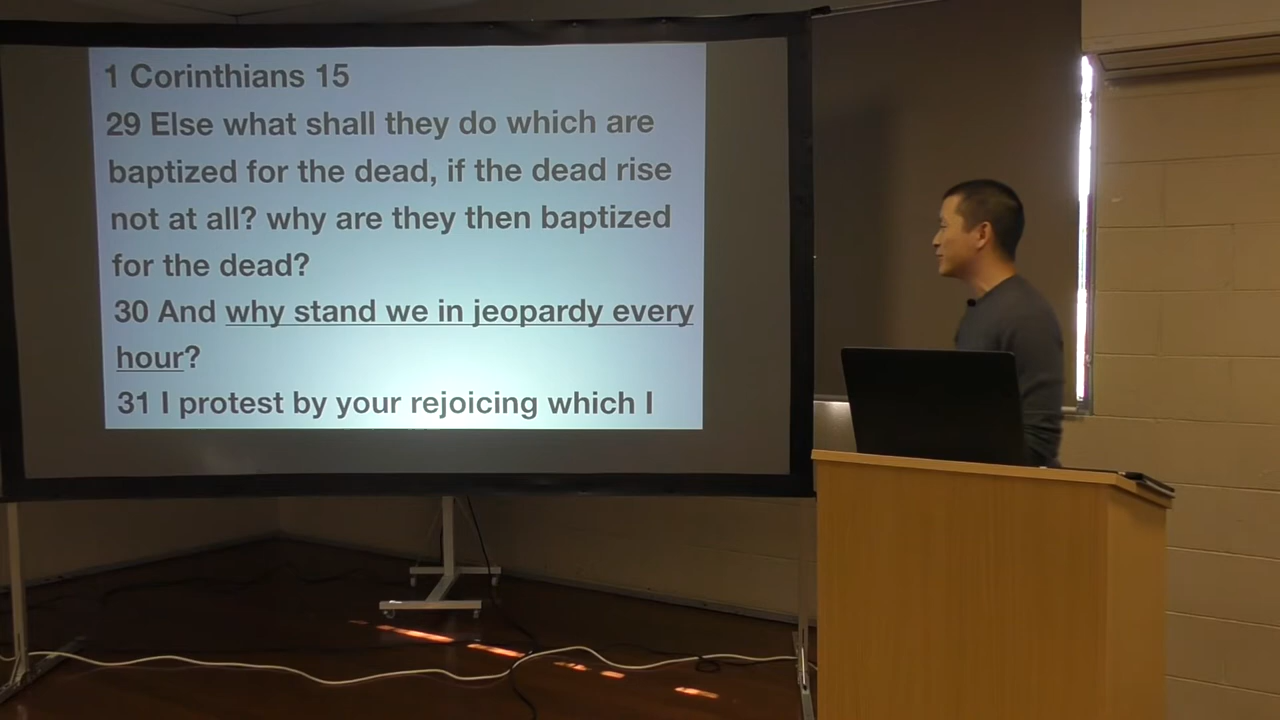 1 Corinthians 15
29 Else what shall they do which are
baptized for the dead, if the dead rise
not at all? why are they then baptized
for the dead?
30 And why stand we in jeopardy every
hour?
31 I protest by your rejoicing which I